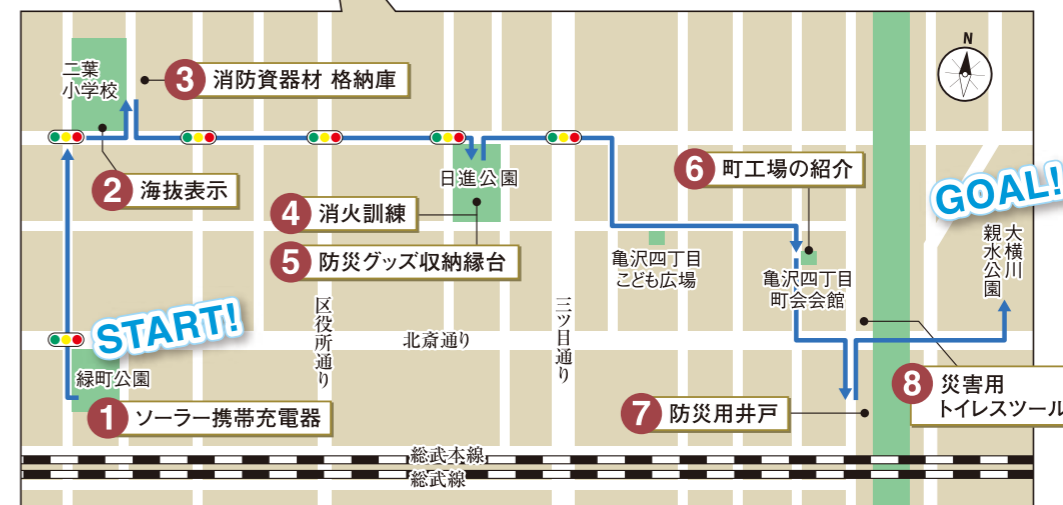 N
二葉
小学校
3 消防資器材 格納庫
2 海抜表示
日進公園
4 消火訓練
5 防災グッズ収納縁台
6 町工場の紹介
GOAL!
大横川
親水公園
亀沢四丁目
こども広場
亀沢四丁目
町会会館
START!
区役所通り
北斎通り
三ツ目通り
緑町公園
1 ソーラー携帯充電器
7 防災用井戸
8 災害用
トイレスツール
総武本線
総武線